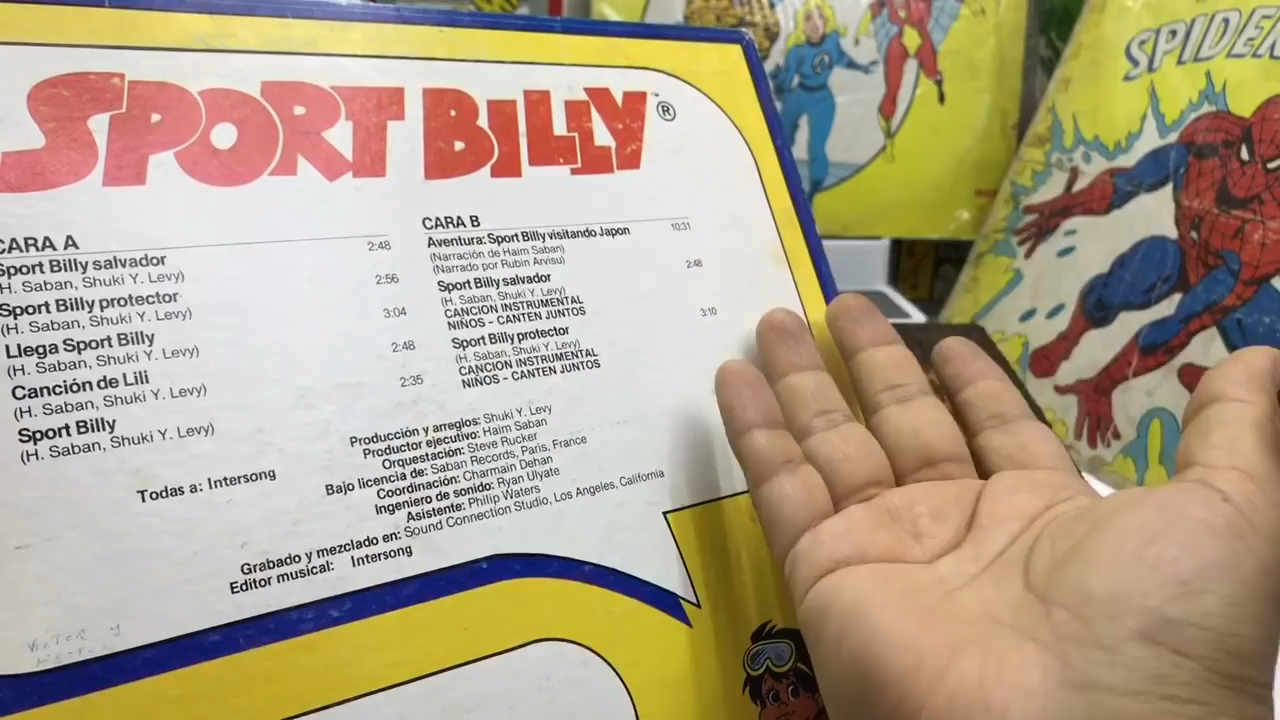 SPORT BILLY ®
SPIDER
CARA A
Sport Billy salvador 2:48
(H. Saban, Shuki Y. Levy)
Sport Billy protector 2:56
(H. Saban, Shuki Y. Levy)
Llega Sport Billy 3:04
(H. Saban, Shuki Y. Levy)
Canción de Lili 2:48
(H. Saban, Shuki Y. Levy)
Sport Billy 2:35
(H. Saban, Shuki Y. Levy)
Todas a: Intersong
CARA B
Aventura: Sport Billy visitando Japon 10:31
(Narración de Haim Saban)
(Narrado por Rubin Arvisu)
Sport Billy salvador 2:48
(H. Saban, Shuki Y. Levy)
CANCION INSTRUMENTAL
NIÑOS - CANTEN JUNTOS
Sport Billy protector 3:10
(H. Saban, Shuki Y. Levy)
CANCION INSTRUMENTAL
NIÑOS - CANTEN JUNTOS
Producción y arreglos: Shuki Y. Levy
Productor ejecutivo: Haim Saban
Orquestación: Steve Rucker
Bajo licencia de: Saban Records, Paris, France
Coordinación: Charmain Dehan
Ingeniero de sonido: Ryan Ulyate
Asistente: Philip Waters
Grabado y mezclado en: Sound Connection Studio, Los Angeles, California
Editor musical: Intersong
VICTOR Y